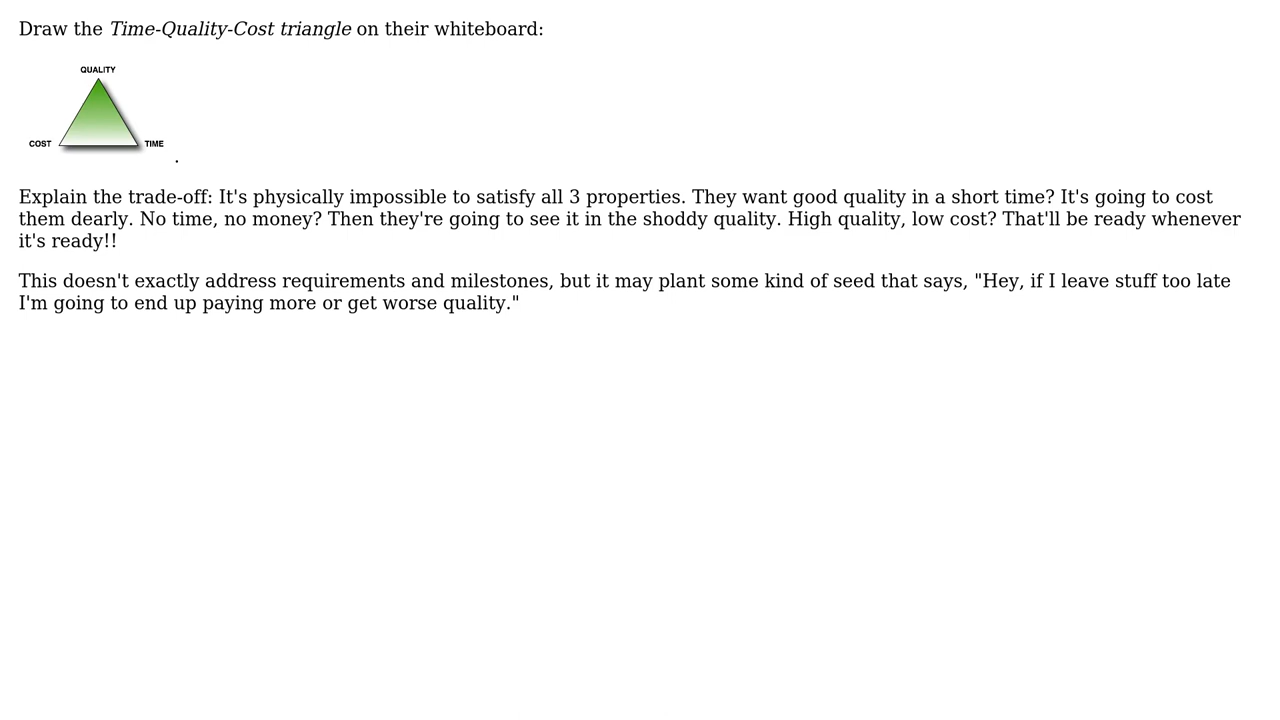 Draw the Time-Quality-Cost triangle on their whiteboard:
QUALITY
COST
TIME
.
Explain the trade-off: It's physically impossible to satisfy all 3 properties. They want good quality in a short time? It's going to cost
them dearly. No time, no money? Then they're going to see it in the shoddy quality. High quality, low cost? That'll be ready whenever
it's ready!!
This doesn't exactly address requirements and milestones, but it may plant some kind of seed that says, "Hey, if I leave stuff too late
I'm going to end up paying more or get worse quality."